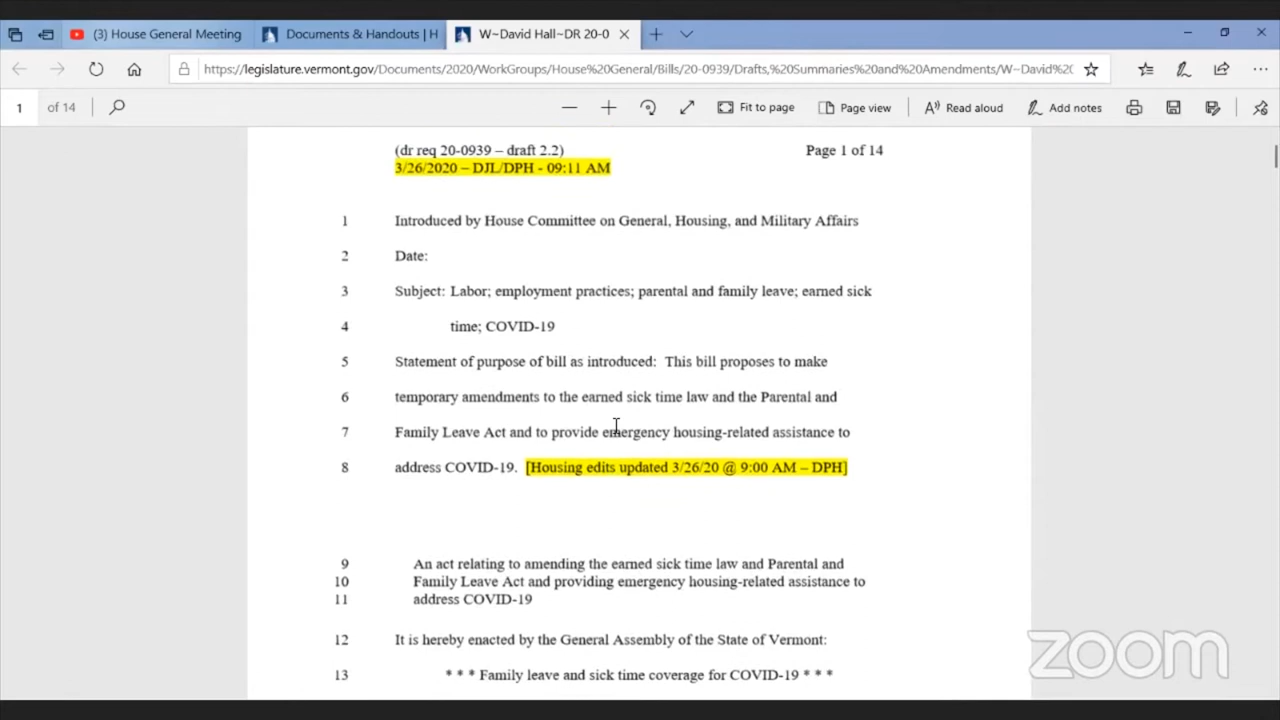 (3) House General Meeting
Documents & Handouts | H
W~David Hall~DR 20-0
https://legislature.vermont.gov/Documents/2020/WorkGroups/House%20General/Bills/20-0939/Drafts,%20Summaries%20and%20Amendments/W~David%20
1 of 14
Fit to page
Page view
Read aloud
Add notes
(dr req 20-0939 – draft 2.2) Page 1 of 14
3/26/2020 – DJL/DPH - 09:11 AM
1 Introduced by House Committee on General, Housing, and Military Affairs
2 Date:
3 Subject: Labor; employment practices; parental and family leave; earned sick
4 time; COVID-19
5 Statement of purpose of bill as introduced: This bill proposes to make
6 temporary amendments to the earned sick time law and the Parental and
7 Family Leave Act and to provide emergency housing-related assistance to
8 address COVID-19. [Housing edits updated 3/26/20 @ 9:00 AM – DPH]
9 An act relating to amending the earned sick time law and Parental and
10 Family Leave Act and providing emergency housing-related assistance to
11 address COVID-19
12 It is hereby enacted by the General Assembly of the State of Vermont:
13 * * * Family leave and sick time coverage for COVID-19 * * *
zoom